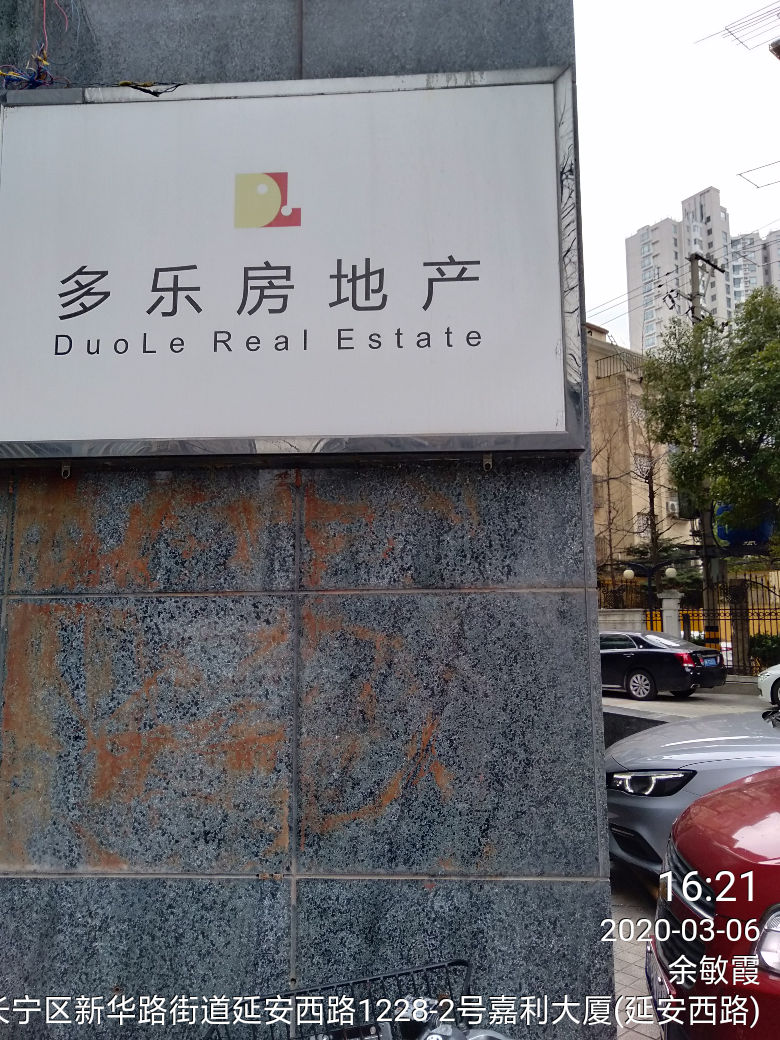 多乐房地产
DuoLe Real Estate
16:21
2020-03-06
余敏霞
长宁区新华路街道延安西路1228-2号嘉利大厦(延安西路)